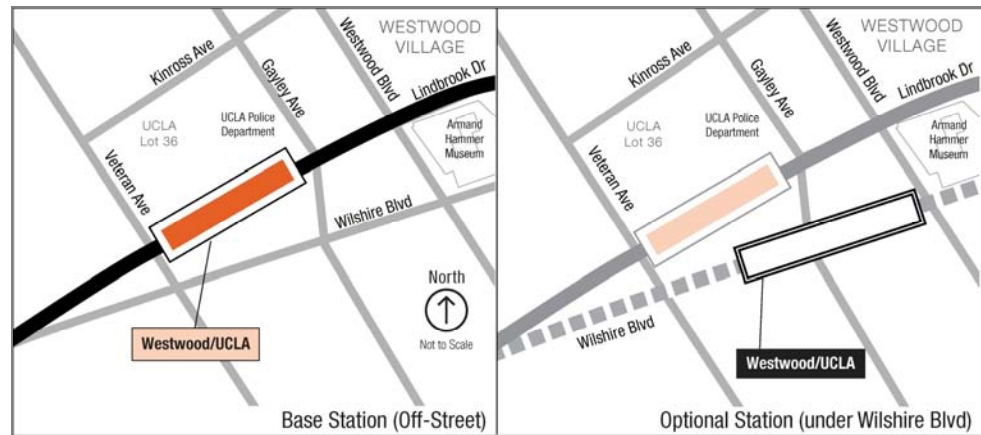 WESTWOOD
VILLAGE
Kinross Ave
Gayley Ave
Westwood Blvd
Lindbrook Dr
UCLA Police
Department
UCLA
Lot 36
Armand
Hammer
Museum
Veteran Ave
Wilshire Blvd
North
Not to Scale
Westwood/UCLA
Base Station (Off-Street)
WESTWOOD
VILLAGE
Kinross Ave
Gayley Ave
Westwood Blvd
Lindbrook Dr
UCLA Police
Department
UCLA
Lot 36
Armand
Hammer
Museum
Veteran Ave
Wilshire Blvd
Westwood/UCLA
Optional Station (under Wilshire Blvd)